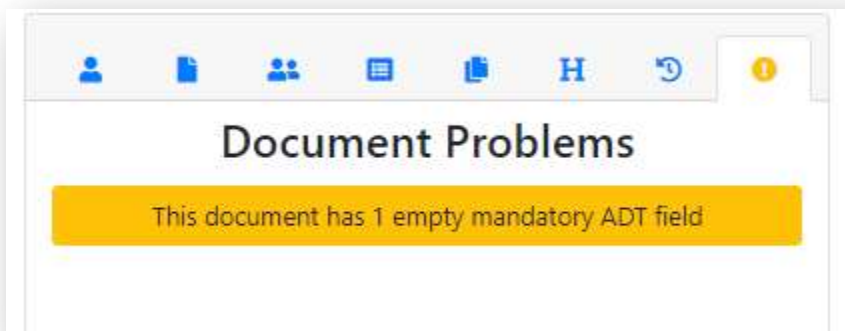 H
Document Problems
This document has 1 empty mandatory ADT field